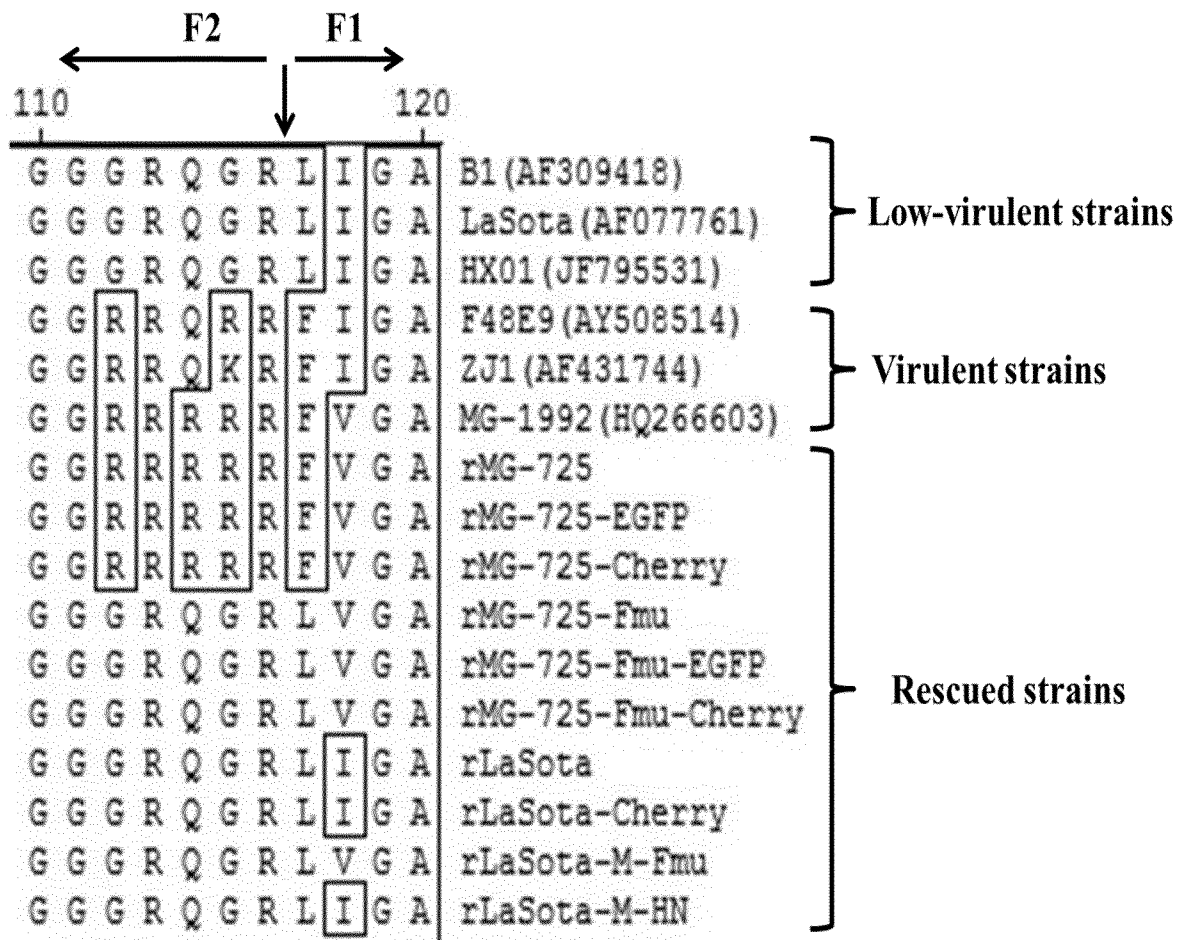 F2 F1
110 120
G G G R Q G R L I G A B1(AF309418)
G G G R Q G R L I G A LaSota(AF077761)
Low-virulent strains
G G G R Q G R L I G A HX01(JF795531)
G G R R Q R R F I G A F48E9(AY508514)
G G R R Q K R F I G A ZJ1(AF431744)
Virulent strains
G G R R R R R F V G A MG-1992(HQ266603)
G G R R R R R F V G A rMG-725
G G R R R R R F V G A rMG-725-EGFP
G G R R R R R F V G A rMG-725-Cherry
G G G R Q G R L V G A rMG-725-Fmu
G G G R Q G R L V G A rMG-725-Fmu-EGFP
Rescued strains
G G G R Q G R L V G A rMG-725-Fmu-Cherry
G G G R Q G R L I G A rLaSota
G G G R Q G R L I G A rLaSota-Cherry
G G G R Q G R L V G A rLaSota-M-Fmu
G G G R Q G R L I G A rLaSota-M-HN